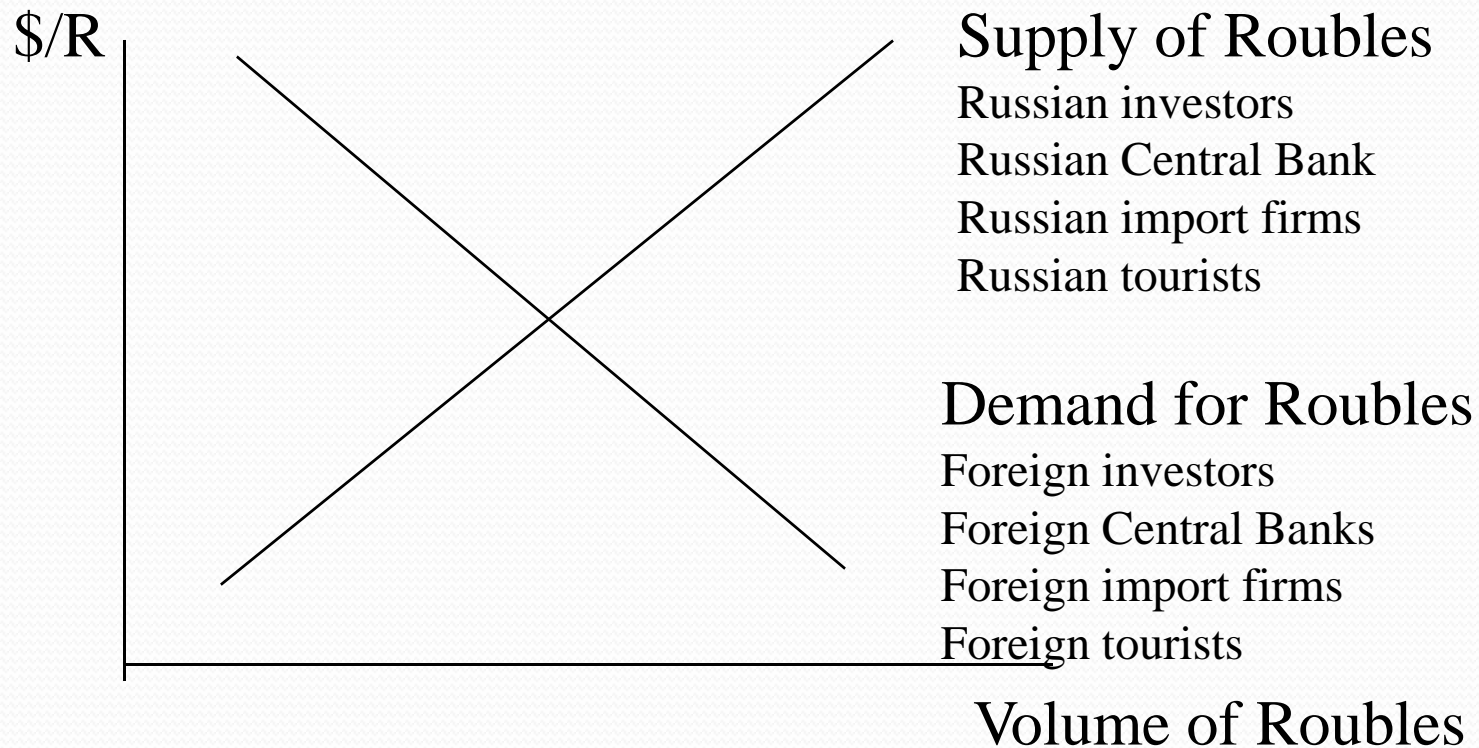 $/R
Supply of Roubles
Russian investors
Russian Central Bank
Russian import firms
Russian tourists
Demand for Roubles
Foreign investors
Foreign Central Banks
Foreign import firms
Foreign tourists
Volume of Roubles